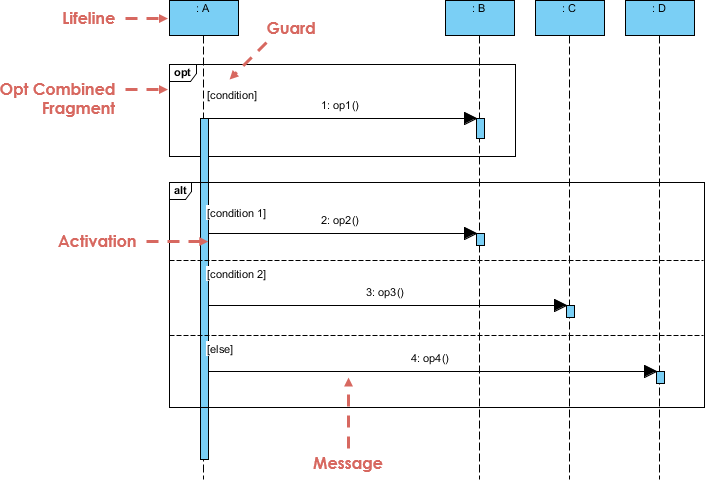 : A
: B
: C
: D
Lifeline
Guard
opt
Opt Combined
Fragment
[condition]
1: op1()
alt
[condition 1]
2: op2()
Activation
[condition 2]
3: op3()
[else]
4: op4()
Message